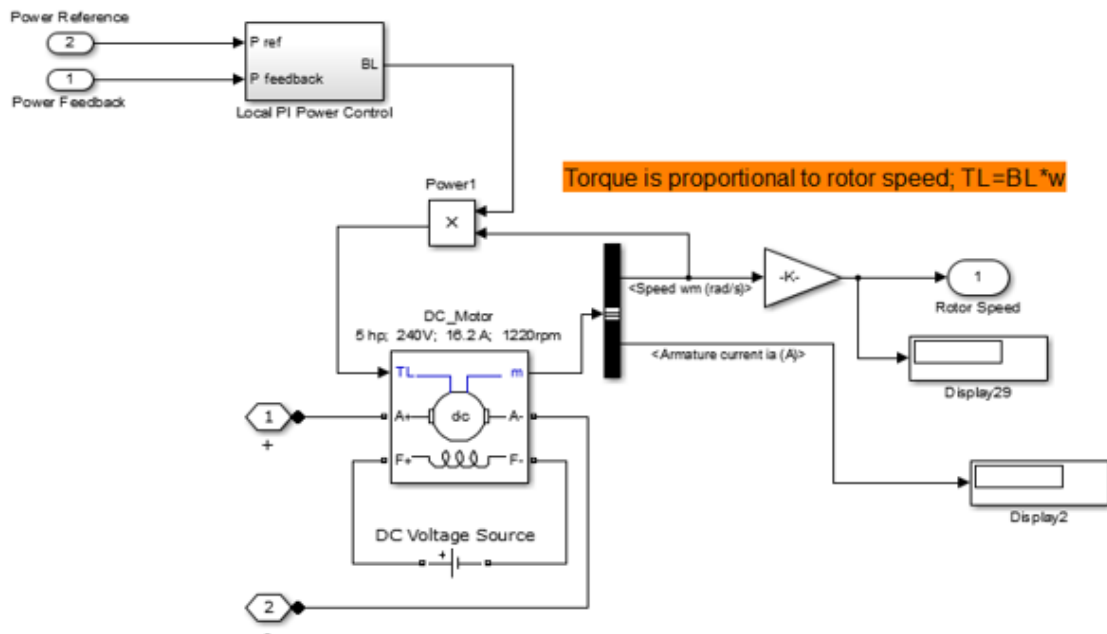 Power Reference
2
P ref
1
P feedback
BL
Power Feedback
Local PI Power Control
Torque is proportional to rotor speed; TL=BL*w
Power1
×
<Speed wm (rad/s)>
-K-
1
Rotor Speed
DC_Motor
5 hp; 240V; 16.2 A; 1220rpm
<Armature current ia (A)>
TL
m
Display29
1
+
A+
dc
A-
F+
F-
Display2
DC Voltage Source
+
2